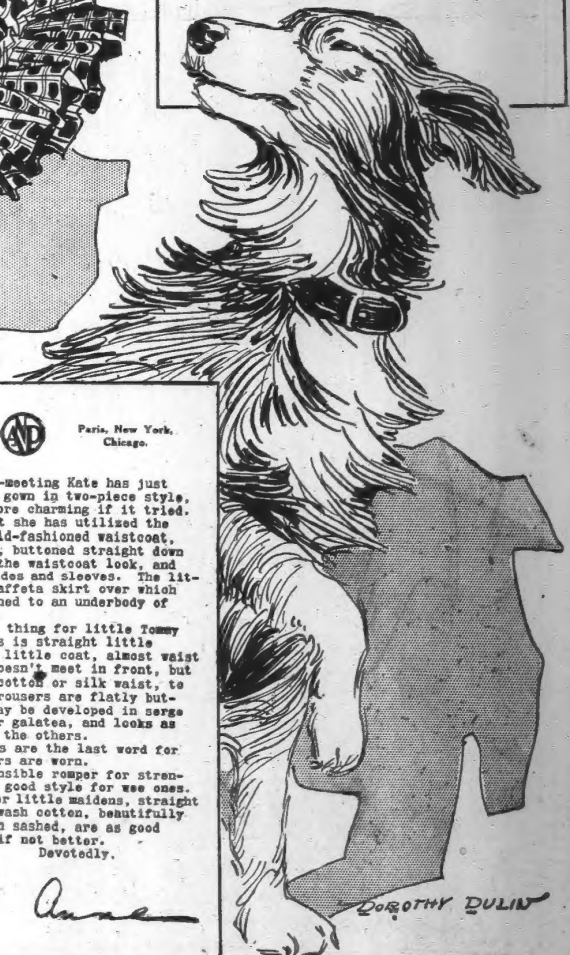 AND
Paris, New York,
Chicago.
-meeting Kate has just
gown in two-piece style,
ore charming if it tried.
t she has utilized the
ld-fashioned waistcoat,
; buttoned straight down
the waistcoat look, and
des and sleeves. The lit-
affeta skirt over which
ned to an underbody of
thing for little Tommy
s is straight little
little coat, almost waist
oesn't meet in front, but
cotton or silk waist, to
rousers are flatly but-
ay be developed in serge
r galatea, and looks as
the others.
s are the last word for
rs are worn.
nsible romper for stren-
good style for wee ones.
or little maidens, straight
wash cotton, beautifully
n sashed, are as good
if not better.
Devotedly,
Anne
DOROTHY DULIN